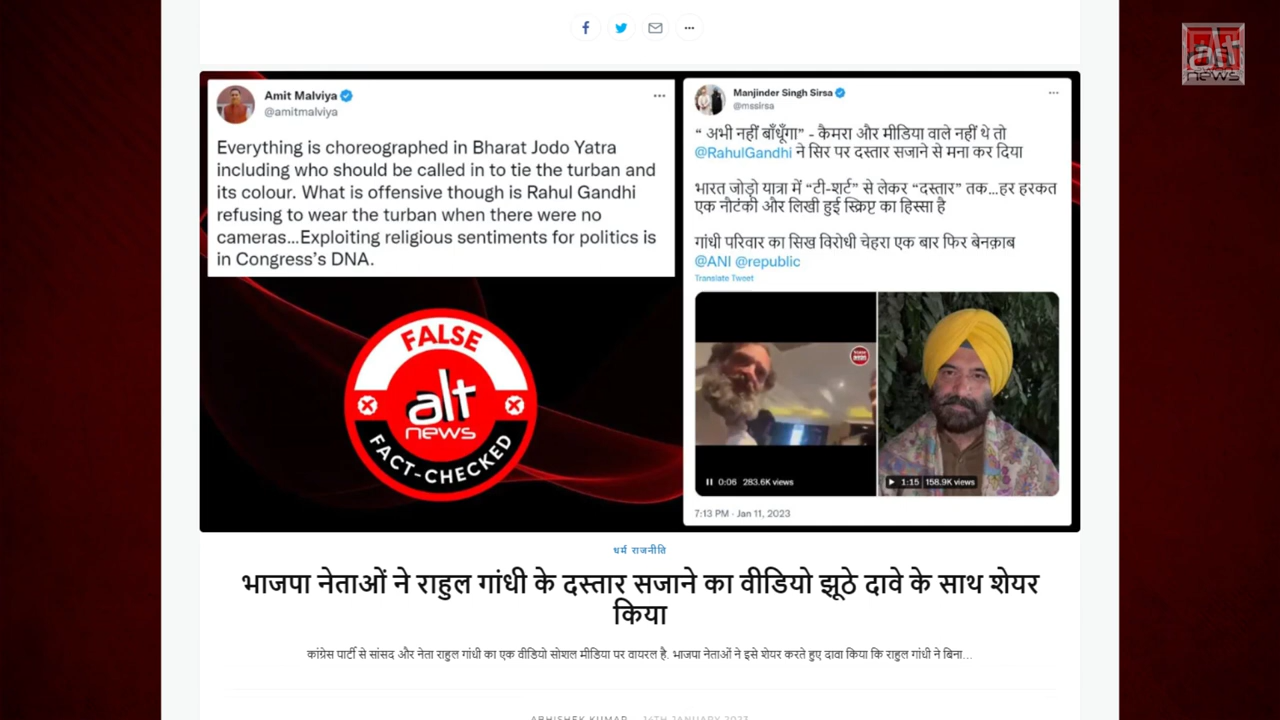 alt
news
Amit Malviya
@amitmalviya
Everything is choreographed in Bharat Jodo Yatra
including who should be called in to tie the turban and
its colour. What is offensive though is Rahul Gandhi
refusing to wear the turban when there were no
cameras...Exploiting religious sentiments for politics is
in Congress's DNA.
FALSE
alt
news
FACT-CHECKED
Manjinder Singh Sirsa
@mssirsa
“ अभी नहीं बाँधूँगा” - कैमरा और मीडिया वाले नहीं थे तो
@RahulGandhi ने सिर पर दस्तार सजाने से मना कर दिया
भारत जोड़ो यात्रा में “टी-शर्ट” से लेकर “दस्तार” तक...हर हरकत
एक नौटंकी और लिखी हुई स्क्रिप्ट का हिस्सा है
गांधी परिवार का सिख विरोधी चेहरा एक बार फिर बेनक़ाब
@ANI @republic
Translate Tweet
0:06 283.6K views
1:15 158.9K views
7:13 PM · Jan 11, 2023
धर्म राजनीति
भाजपा नेताओं ने राहुल गांधी के दस्तार सजाने का वीडियो झूठे दावे के साथ शेयर
किया
कांग्रेस पार्टी से सांसद और नेता राहुल गांधी का एक वीडियो सोशल मीडिया पर वायरल है. भाजपा नेताओं ने इसे शेयर करते हुए दावा किया कि राहुल गांधी ने बिना...
ABHISHEK KUMAR 14TH JANUARY 2023